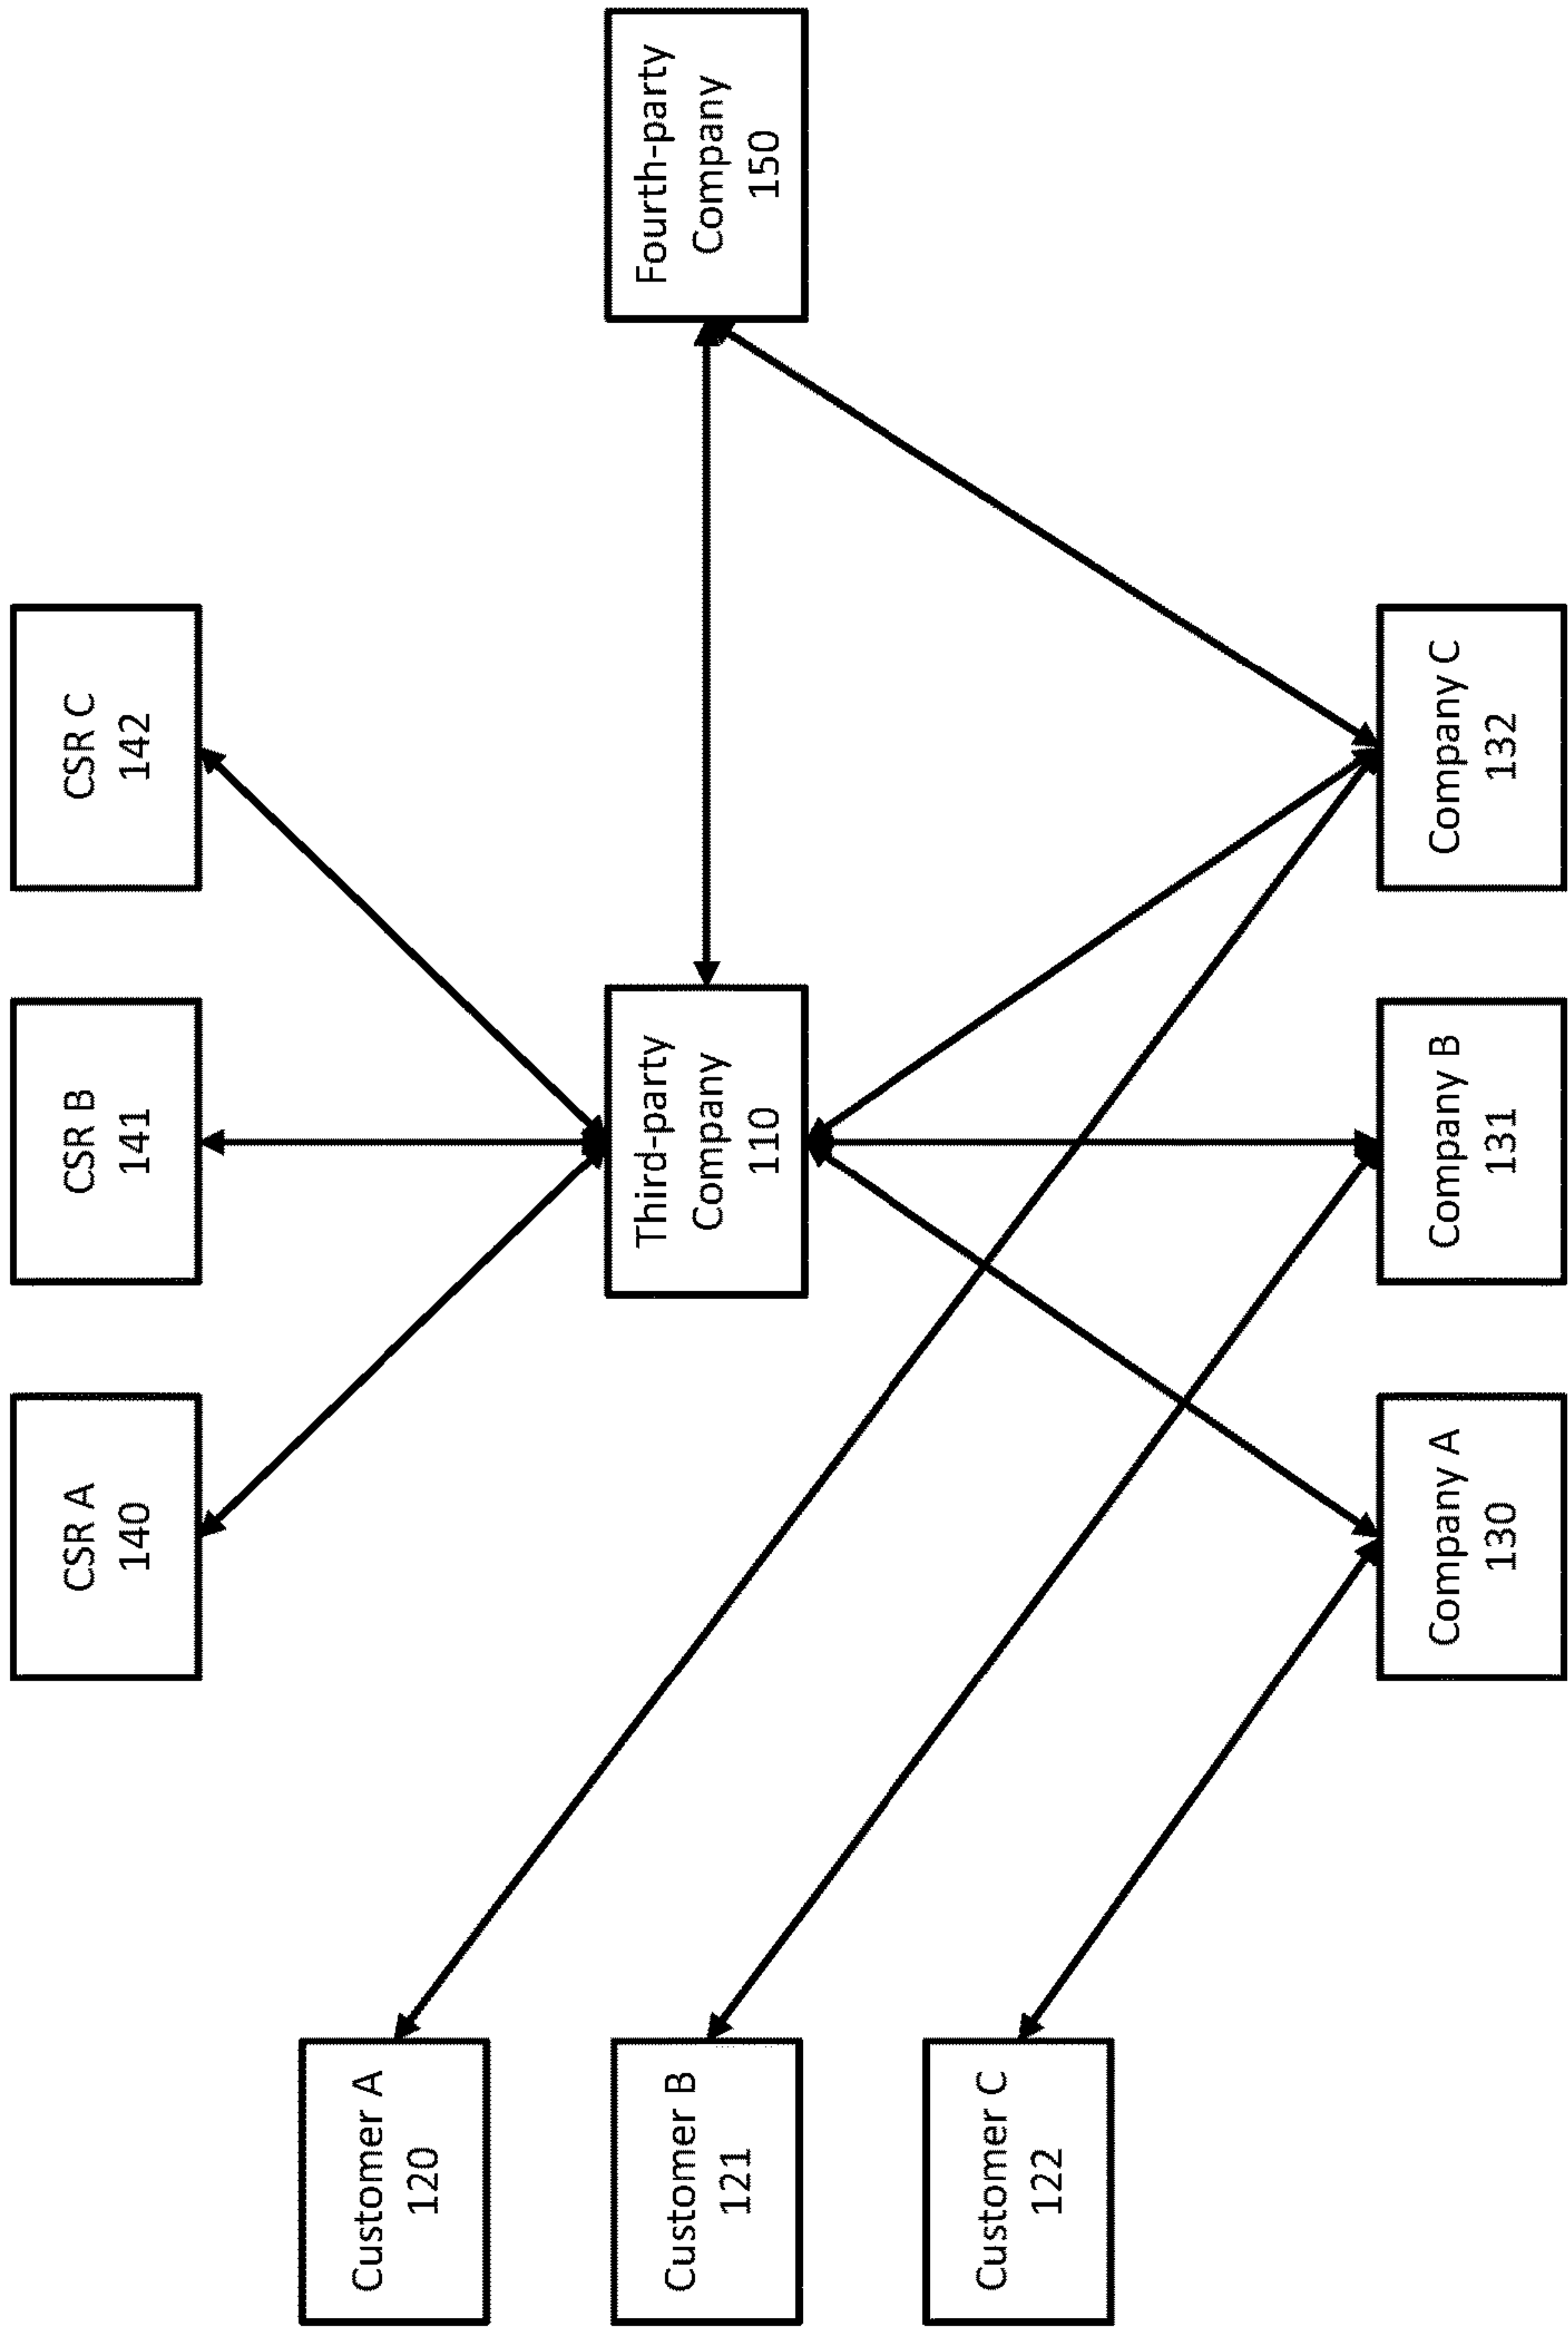 CSR A
140
CSR B
141
CSR C
142
Customer A
120
Customer B
121
Customer C
122
Third-party
Company
110
Fourth-party
Company
150
Company A
130
Company B
131
Company C
132